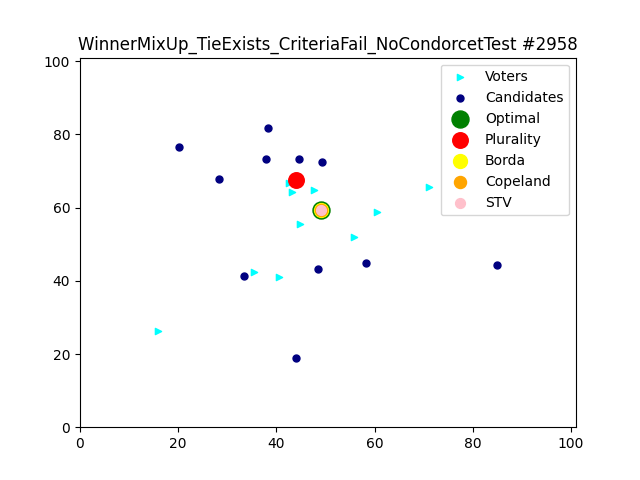 WinnerMixUp_TieExists_CriteriaFail_NoCondorcetTest #2958
Voters
Candidates
Optimal
Plurality
Borda
Copeland
STV
100
80
60
40
20
0
0 20 40 60 80 100